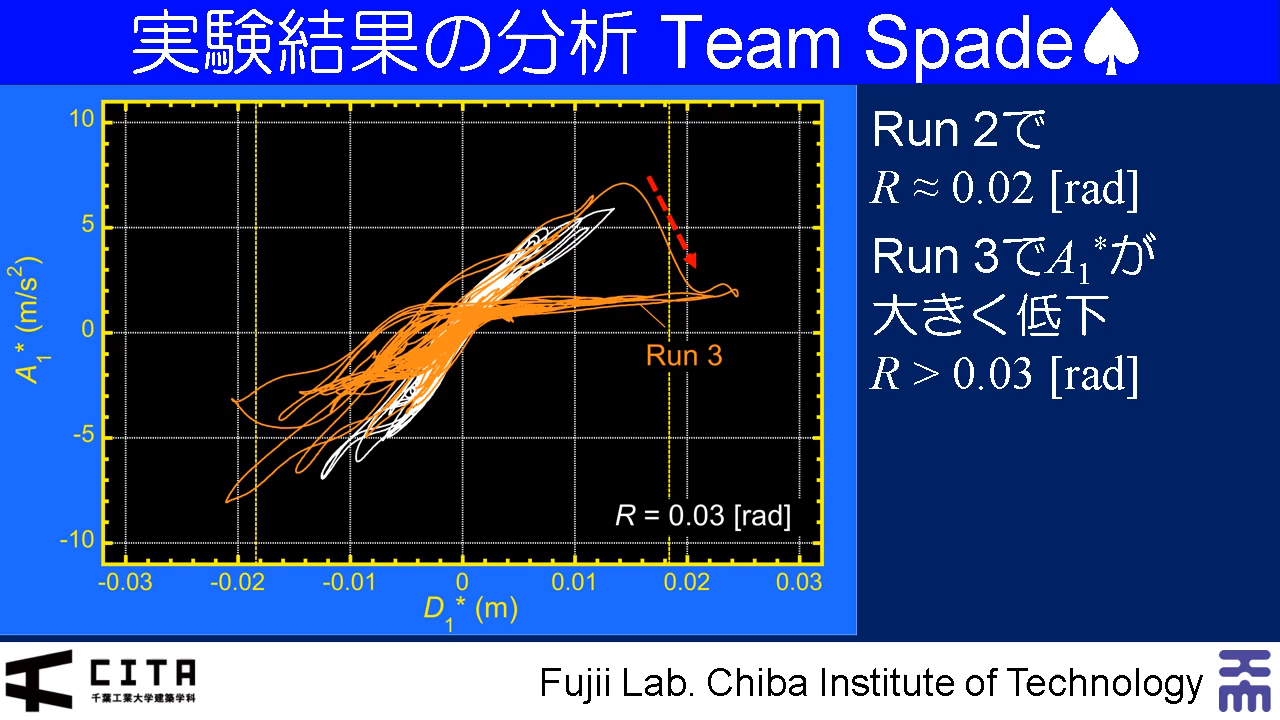 実験結果の分析 Team Spade♠
Run 2で
R ≈ 0.02 [rad]
Run 3でA1*が
大きく低下
R > 0.03 [rad]
A1* (m/s2)
10
5
0
-5
-10
Run 3
R = 0.03 [rad]
-0.03 -0.02 -0.01 0 0.01 0.02 0.03
D1* (m)
CITA
千葉工業大学建築学科
Fujii Lab. Chiba Institute of Technology